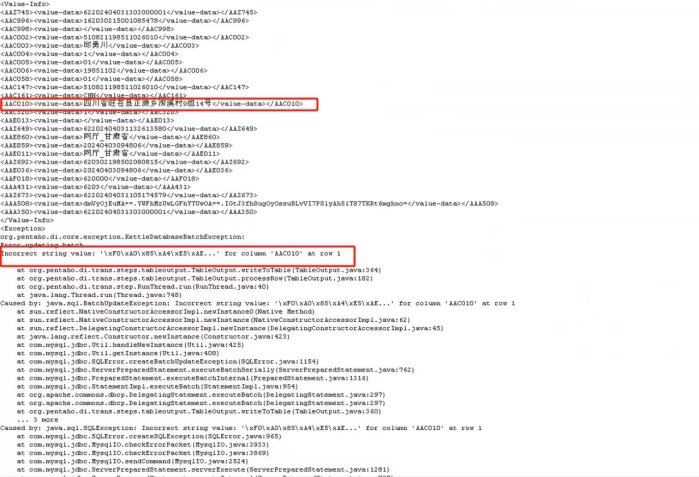 <Value-Info>
<AAZ745><value-data>6220240403130300000​1</value-data></AAZ745>
<AAC996><value-data>16203021500108547​8</value-data></AAC996>
<AAC998><value-data></value-data></AAC998>
<AAC002><value-data>510821198511026010</value-data></AAC002>
<AAC003><value-data>邱勇川</value-data></AAC003>
<AAC004><value-data>1</value-data></AAC004>
<AAC005><value-data>01</value-data></AAC005>
<AAC006><value-data>19851102</value-data></AAC006>
<AAC058><value-data>01</value-data></AAC058>
<AAC147><value-data>510821198511026010</value-data></AAC147>
<AAC161><value-data>CHN</value-data></AAC161>
<AAC010><value-data>四川省旺苍县正源乡 溪村9组14号</value-data></AAC010>
<AAC320><value-data>1</value-data></AAC320>
<AAE013><value-data></value-data></AAE013>
<AAZ649><value-data>6220240403113261358​0</value-data></AAZ649>
<AAE860><value-data>网厅_甘肃省</value-data></AAE860>
<AAE859><value-data>20240403094806</value-data></AAE859>
<AAE011><value-data>网厅_甘肃省</value-data></AAE011>
<AAZ692><value-data>620302198502080815</value-data></AAZ692>
<AAE036><value-data>20240403094806</value-data></AAE036>
<AAF018><value-data>620000</value-data></AAF018>
<AAA431><value-data>6203</value-data></AAA431>
<AAZ673><value-data>62202404031105174579</value-data></AAZ673>
<AAA508><value-data></value-data></AAA508>
<AAA350><value-data>6220240403130300000​1</value-data></AAA350>
</Value-Info>
<Exception>
org.pentaho.di.core.exception.KettleDatabaseBatchException:
Error updating batch
Incorrect string value: '\xF0\xA0\x85\xA4\xE5\xAE...' for column 'AAC010' at row 1
at org.pentaho.di.trans.steps.tableoutput.TableOutput.writeToTable(TableOutput.java:364)
at org.pentaho.di.trans.steps.tableoutput.TableOutput.processRow(TableOutput.java:182)
at org.pentaho.di.trans.step.RunThread.run(RunThread.java:40)
at java.lang.Thread.run(Thread.java:748)
Caused by: java.sql.BatchUpdateException: Incorrect string value: '\xF0\xA0\x85\xA4\xE5\xAE...' for column 'AAC010' at row 1
at sun.reflect.NativeConstructorAccessorImpl.newInstance0(Native Method)
at sun.reflect.NativeConstructorAccessorImpl.newInstance(NativeConstructorAccessorImpl.java:62)
at sun.reflect.DelegatingConstructorAccessorImpl.newInstance(DelegatingConstructorAccessorImpl.java:45)
at java.lang.reflect.Constructor.newInstance(Constructor.java:423)
at com.mysql.jdbc.Util.handleNewInstance(Util.java:425)
at com.mysql.jdbc.Util.getInstance(Util.java:408)
at com.mysql.jdbc.SQLError.createBatchUpdateException(SQLError.java:1154)
at com.mysql.jdbc.ServerPreparedStatement.executeBatchSerially(ServerPreparedStatement.java:762)
at com.mysql.jdbc.PreparedStatement.executeBatchInternal(PreparedStatement.java:1316)
at com.mysql.jdbc.StatementImpl.executeBatch(StatementImpl.java:954)
at org.apache.commons.dbcp.DelegatingStatement.executeBatch(DelegatingStatement.java:297)
at org.apache.commons.dbcp.DelegatingStatement.executeBatch(DelegatingStatement.java:297)
at org.pentaho.di.trans.steps.tableoutput.TableOutput.writeToTable(TableOutput.java:360)
... 3 more
Caused by: java.sql.SQLException: Incorrect string value: '\xF0\xA0\x85\xA4\xE5\xAE...' for column 'AAC010' at row 1
at com.mysql.jdbc.SQLError.createSQLException(SQLError.java:965)
at com.mysql.jdbc.MysqlIO.checkErrorPacket(MysqlIO.java:3933)
at com.mysql.jdbc.MysqlIO.checkErrorPacket(MysqlIO.java:3869)
at com.mysql.jdbc.MysqlIO.sendCommand(MysqlIO.java:2524)
at com.mysql.jdbc.ServerPreparedStatement.serverExecute(ServerPreparedStatement.java:1281)